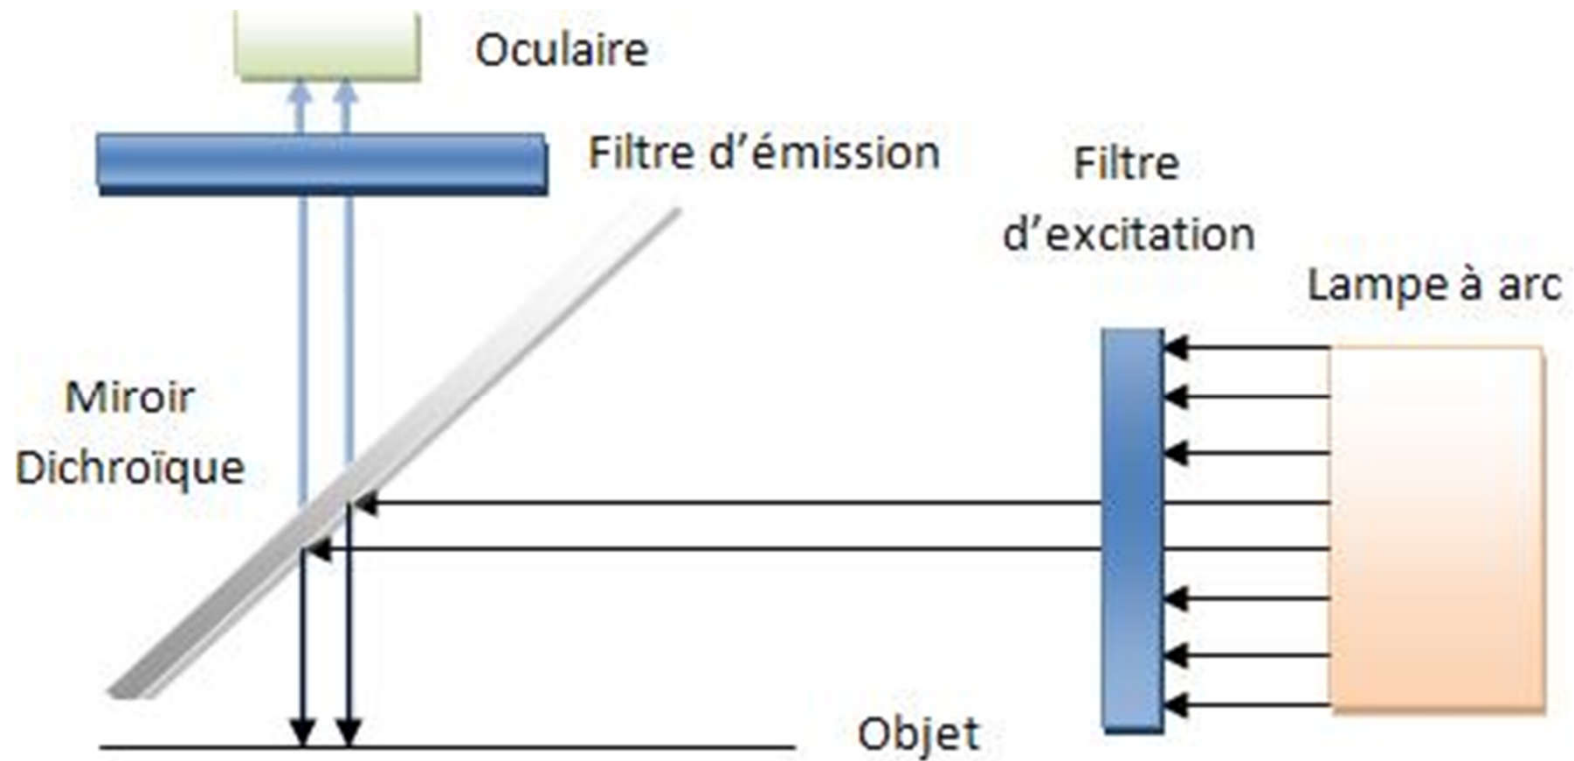 Oculaire
Filtre d'émission
Filtre
d'excitation
Lampe à arc
Miroir
Dichroïque
Objet